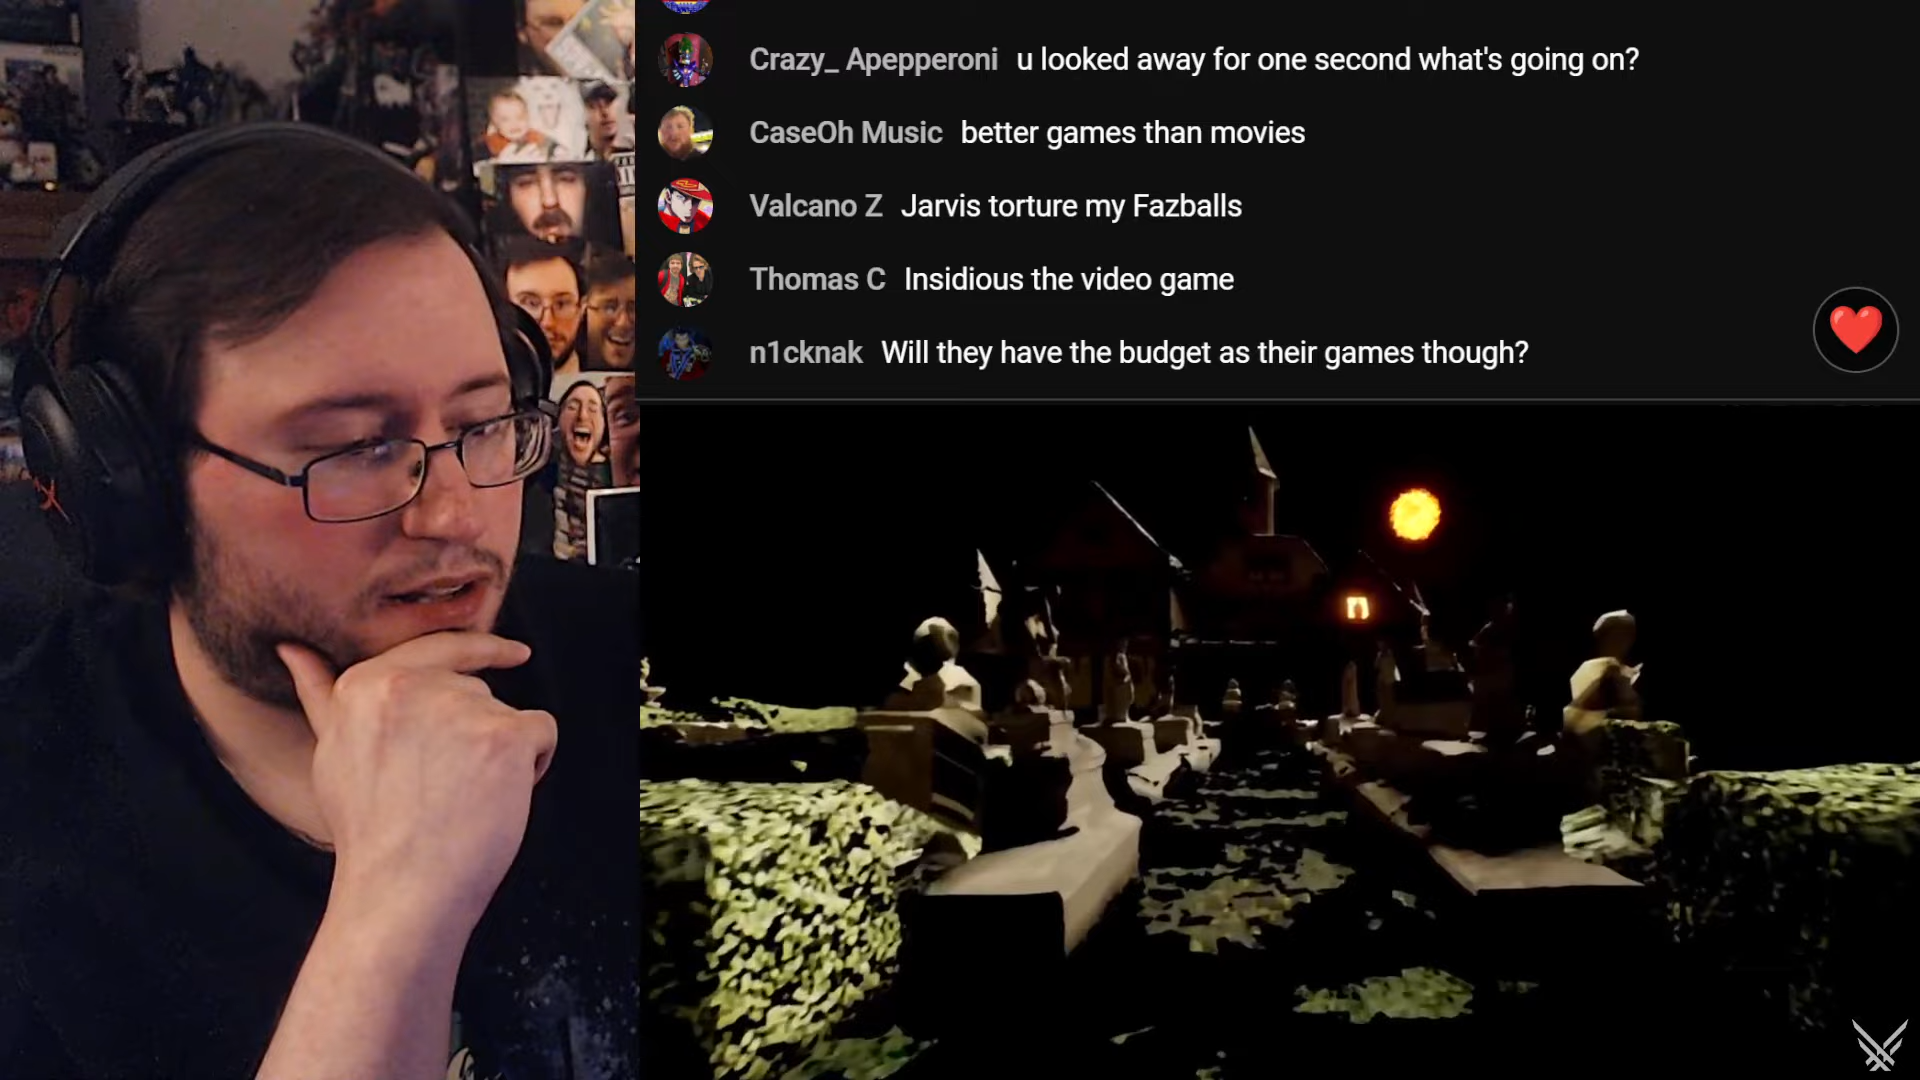 Crazy_ Apepperoni u looked away for one second what's going on?
CaseOh Music better games than movies
Valcano Z Jarvis torture my Fazballs
Thomas C Insidious the video game
n1cknak Will they have the budget as their games though?